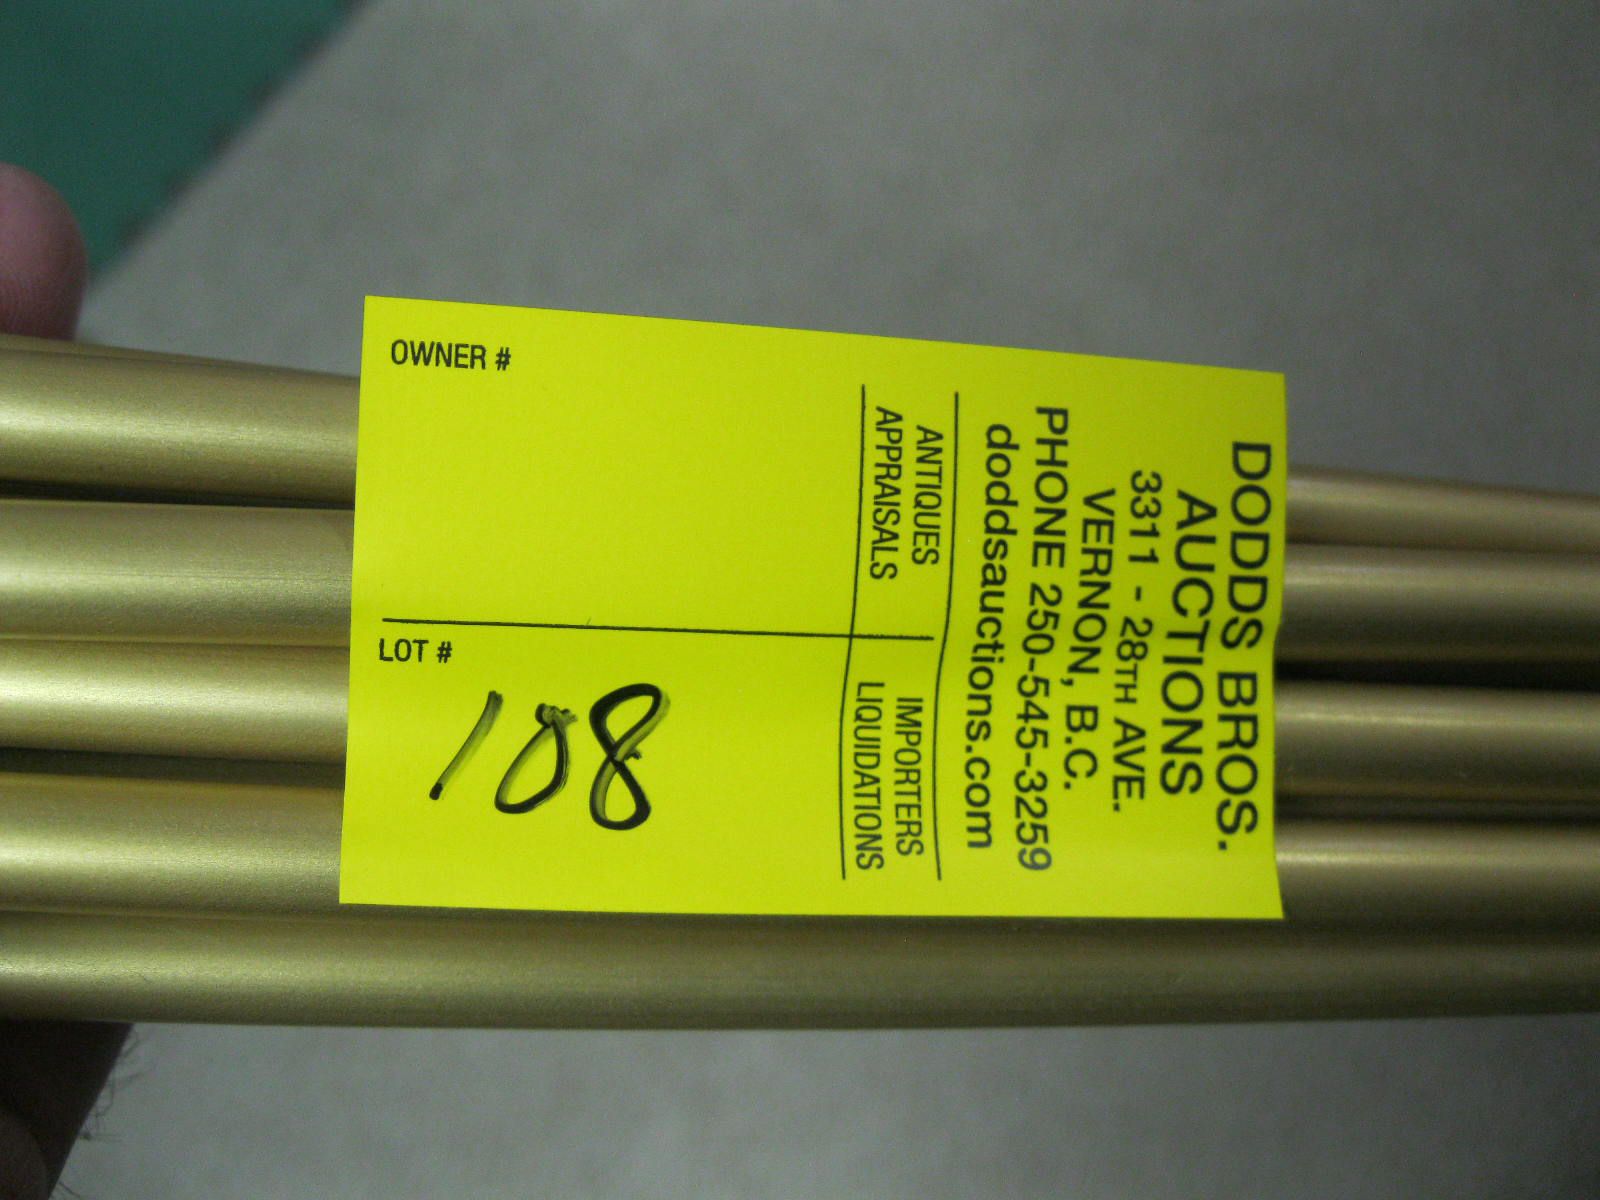 DODDS BROS.
AUCTIONS
3311 - 28TH AVE.
VERNON, B.C.
PHONE 250-545-3259
doddsauctions.com
ANTIQUES
APPRAISALS
IMPORTERS
LIQUIDATIONS
OWNER #
LOT #
108